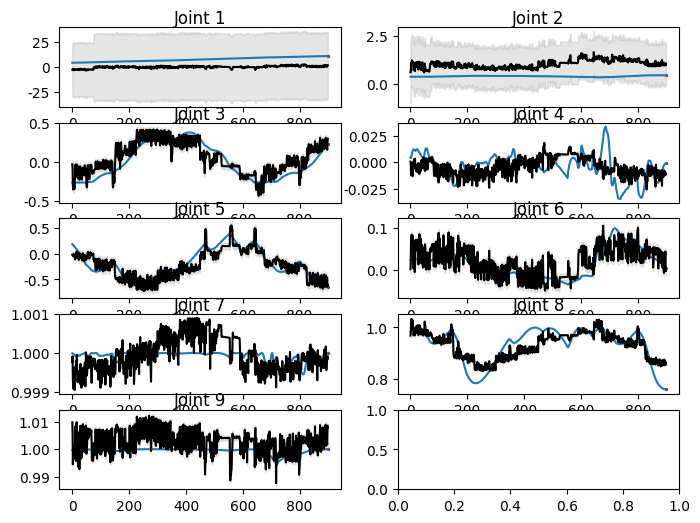 Joint 1
Joint 2
25
0
-25
2.5
0.0
0 200 400 600 800
0 200 400 600 800
Joint 3
Joint 4
0.5
0.0
-0.5
0.025
0.000
-0.025
0 200 400 600 800
0 200 400 600 800
Joint 5
Joint 6
0.5
0.0
-0.5
0.1
0.0
0 200 400 600 800
0 200 400 600 800
Joint 7
Joint 8
1.001
1.000
0.999
1.0
0.8
0 200 400 600 800
0 200 400 600 800
Joint 9
1.01
1.00
0.99
1.0
0.5
0.0
0 200 400 600 800
0.0 0.2 0.4 0.6 0.8 1.0